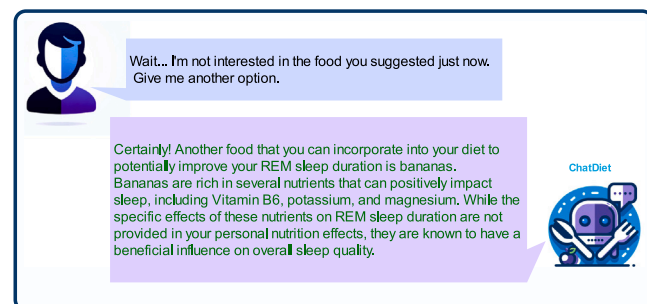 Wait... I'm not interested in the food you suggested just now.
Give me another option.
Certainly! Another food that you can incorporate into your diet to
potentially improve your REM sleep duration is bananas.
Bananas are rich in several nutrients that can positively impact
sleep, including Vitamin B6, potassium, and magnesium. While the
specific effects of these nutrients on REM sleep duration are not
provided in your personal nutrition effects, they are known to have a
beneficial influence on overall sleep quality.
ChatDiet